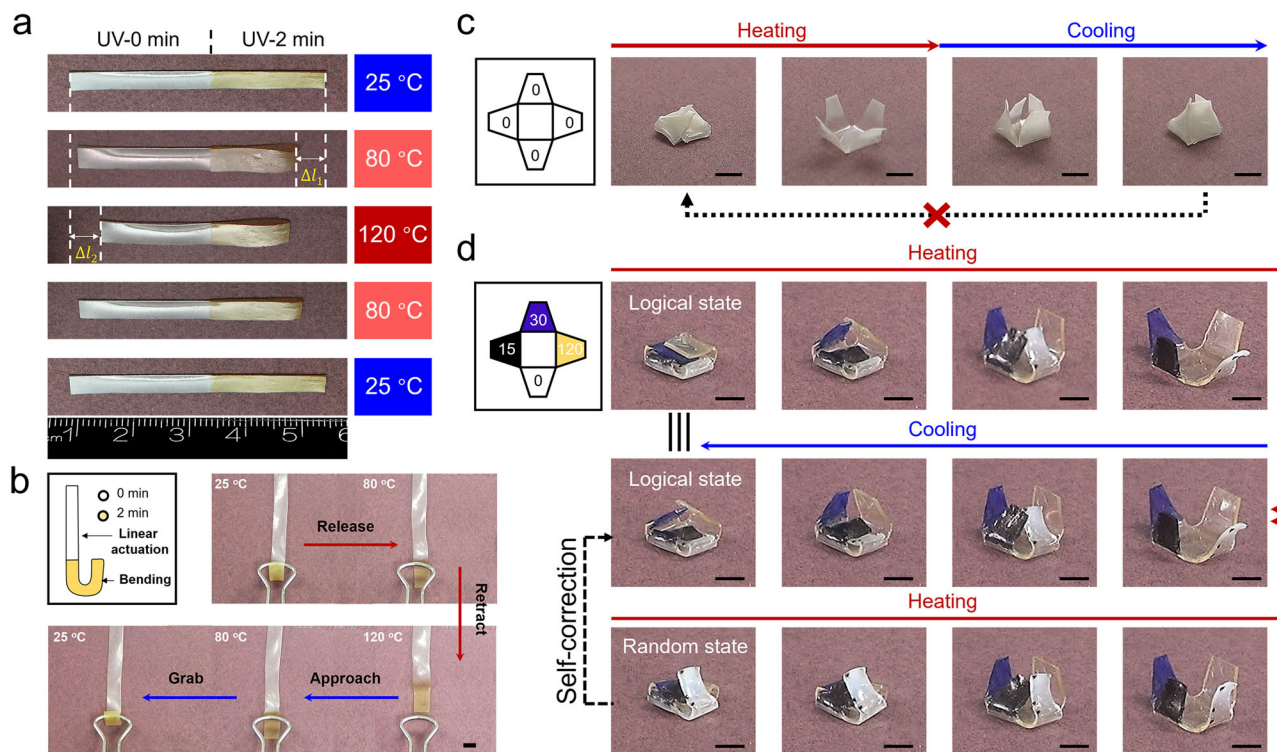 a
UV-0 min
UV-2 min
25 °C
80 °C
Δl1
120 °C
Δl2
80 °C
25 °C
cm 1 2 3 4 5 6
b
0 min
2 min
Linear
actuation
Bending
25 °C
80 °C
Release
Retract
25 °C
80 °C
120 °C
Grab
Approach
c
Heating
Cooling
0
0
0
0
d
Heating
30
15
120
0
Logical state
Cooling
Logical state
Self-correction
Heating
Random state